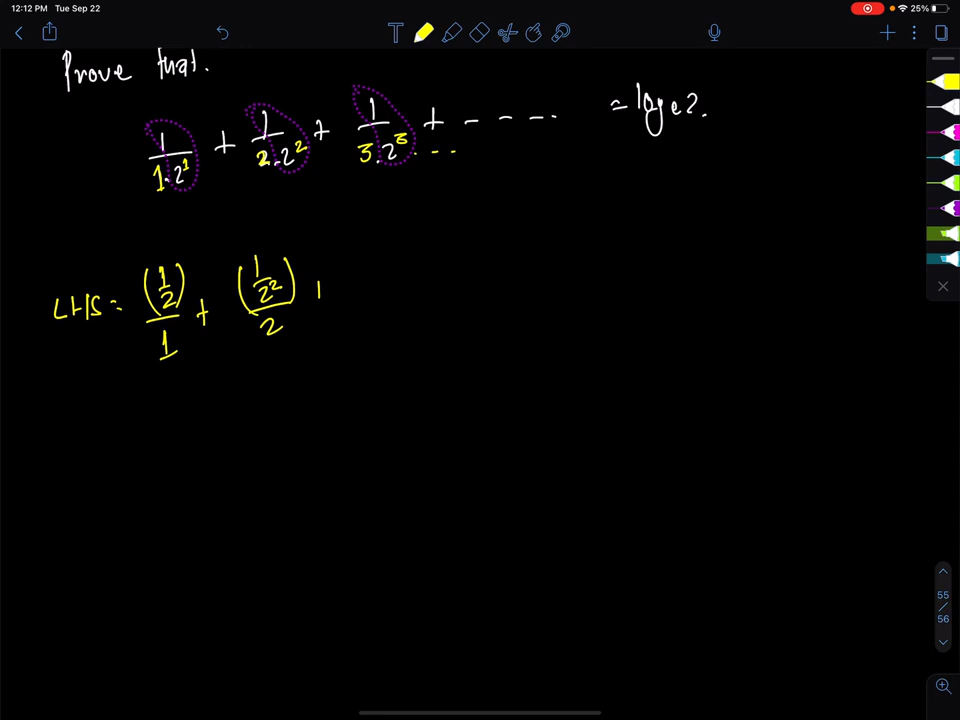 12:12 PM Tue Sep 22
25%
T
Prove that.
1/(1·2¹) + 1/(2·2²) + 1/(3·2³) + - - - - . = loge2.
LHS = (1/2)/1 + (1/2²)/2 +
55
/
56